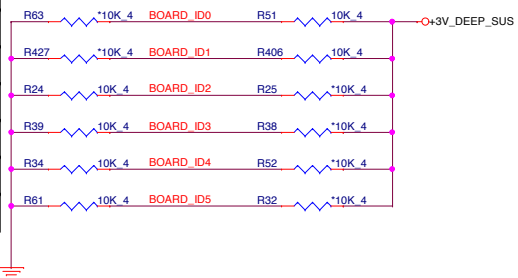 R63 *10K_4 BOARD_ID0 R51 10K_4 +3V_DEEP_SUS
R427 *10K_4 BOARD_ID1 R406 10K_4
R24 10K_4 BOARD_ID2 R25 *10K_4
R39 10K_4 BOARD_ID3 R38 *10K_4
R34 10K_4 BOARD_ID4 R52 *10K_4
R61 10K_4 BOARD_ID5 R32 *10K_4